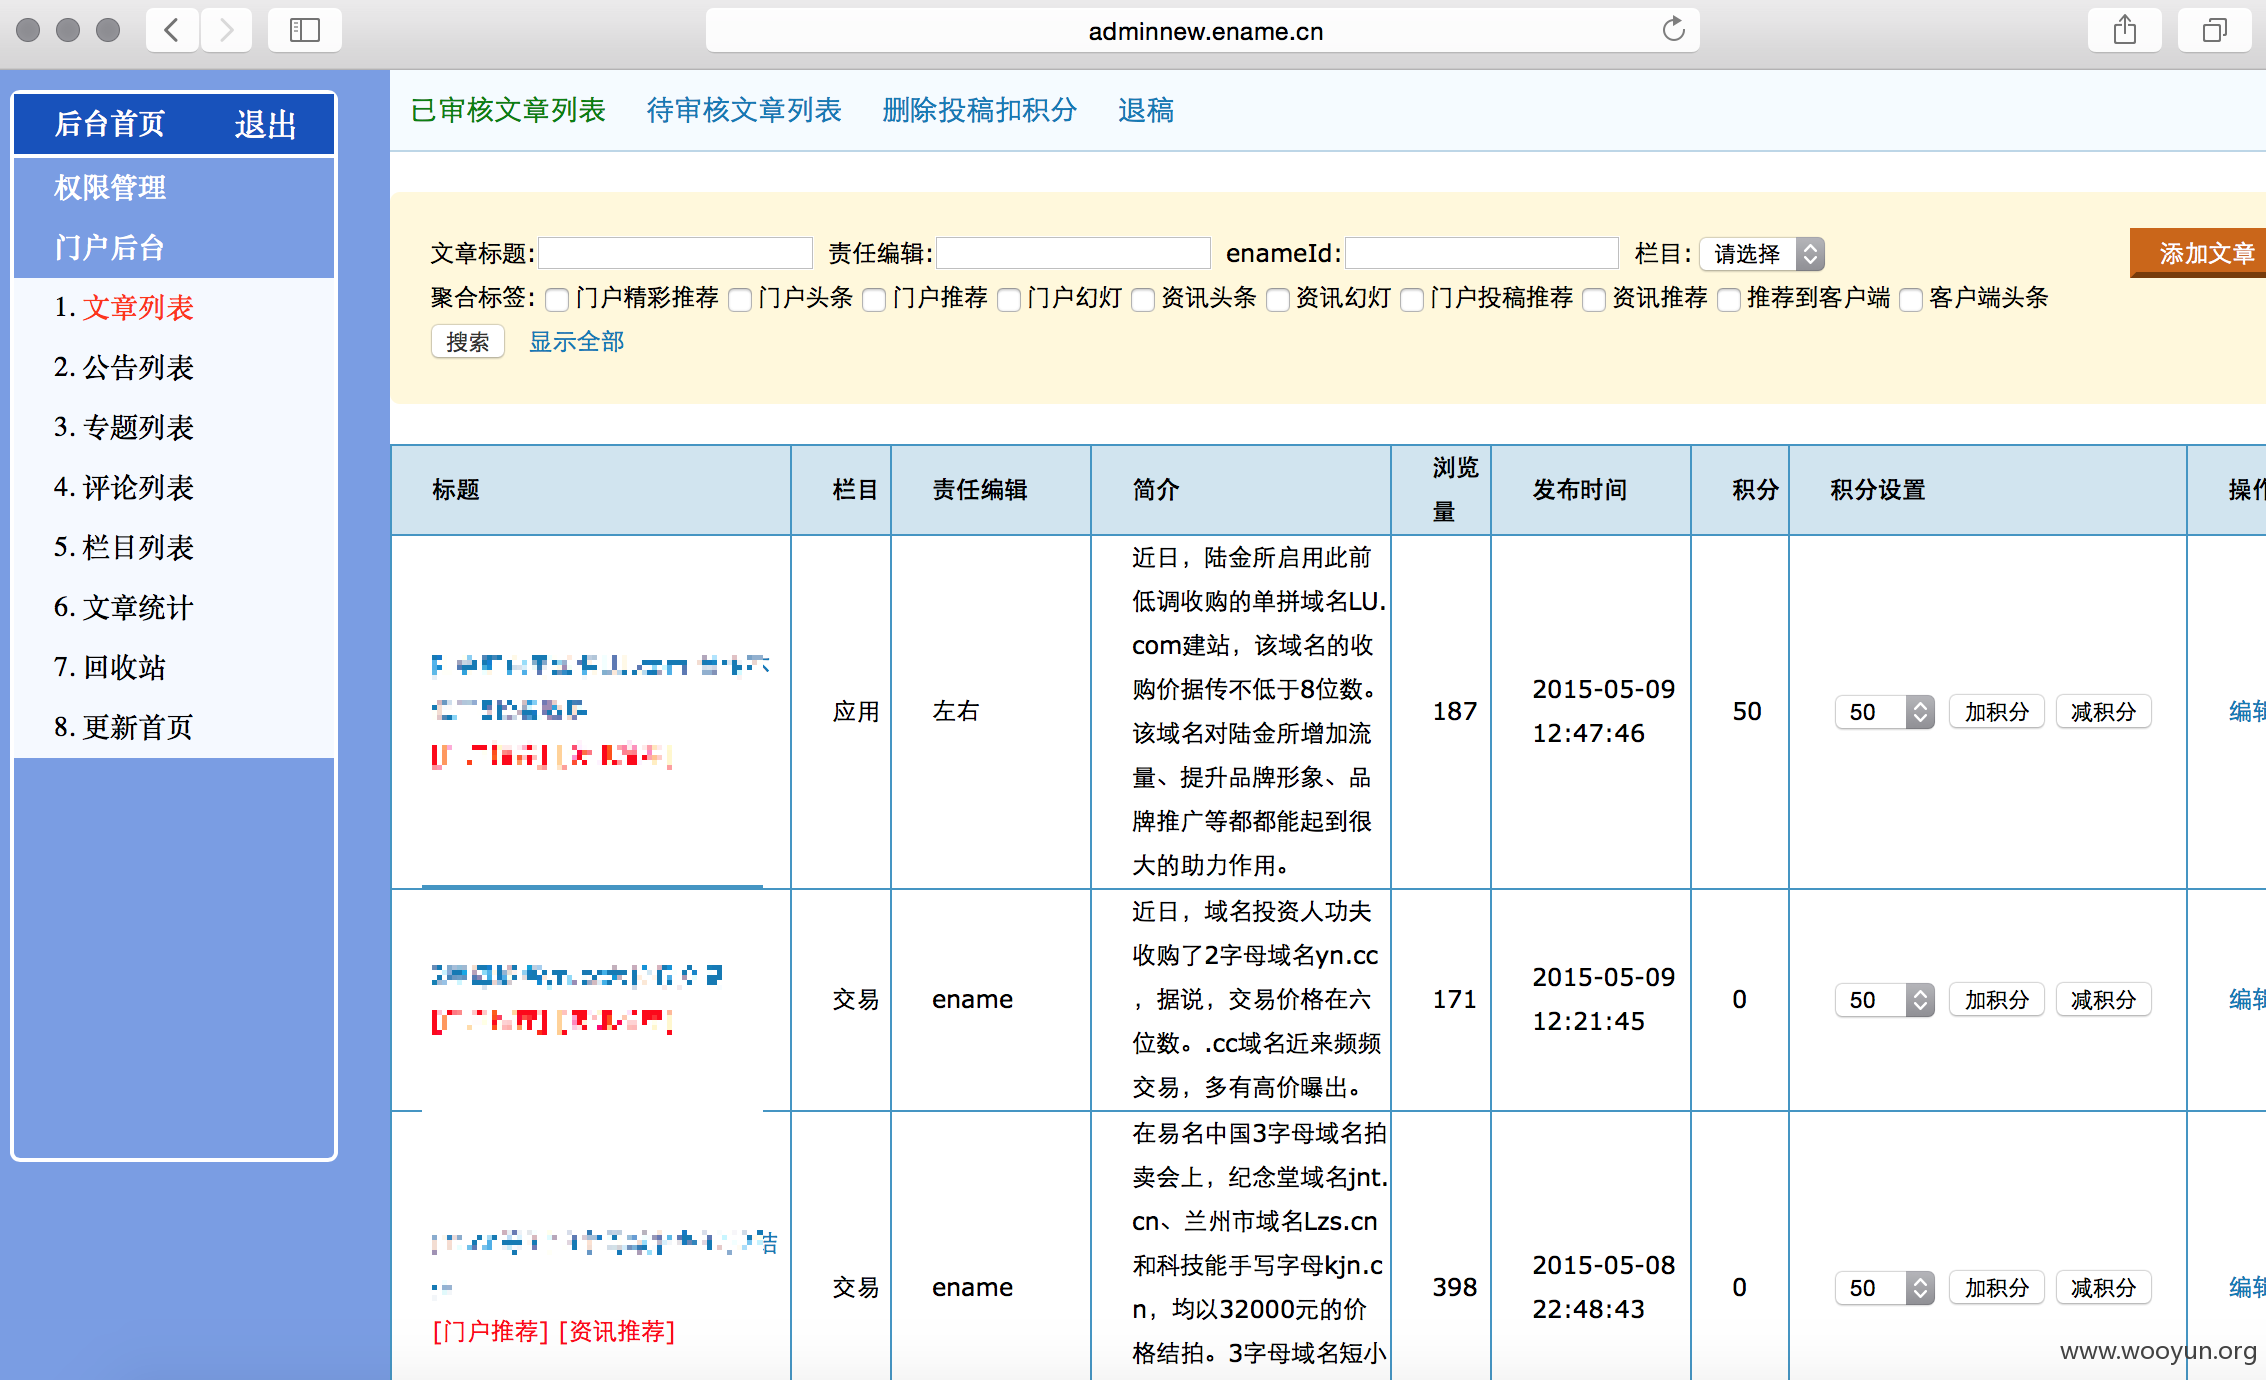 adminnew.ename.cn
后台首页 退出
权限管理
门户后台
1. 文章列表
2. 公告列表
3. 专题列表
4. 评论列表
5. 栏目列表
6. 文章统计
7. 回收站
8. 更新首页
已审核文章列表 待审核文章列表 删除投稿扣积分 退稿
文章标题: 责任编辑: enameId: 栏目: 请选择 添加文章
聚合标签: 门户精彩推荐 门户头条 门户推荐 门户幻灯 资讯头条 资讯幻灯 门户投稿推荐 资讯推荐 推荐到客户端 客户端头条
搜索 显示全部
标题 栏目 责任编辑 简介 浏览量 发布时间 积分 积分设置 操作
应用 左右
近日，陆金所启用此前
低调收购的单拼域名LU.
com建站，该域名的收
购价据传不低于8位数。
该域名对陆金所增加流
量、提升品牌形象、品
牌推广等都都能起到很
大的助力作用。
187
2015-05-09
12:47:46
50 50 加积分 减积分 编辑
交易 ename
近日，域名投资人功夫
收购了2字母域名yn.cc
，据说，交易价格在六
位数。.cc域名近来频频
交易，多有高价曝出。
171
2015-05-09
12:21:45
0 50 加积分 减积分 编辑
结
[门户推荐] [资讯推荐]
交易 ename
在易名中国3字母域名拍
卖会上，纪念堂域名jnt.
cn、兰州市域名Lzs.cn
和科技能手写字母kjn.c
n，均以32000元的价
格结拍。3字母域名短小
398
2015-05-08
22:48:43
0 50 加积分 减积分 编辑
www.wooyun.org